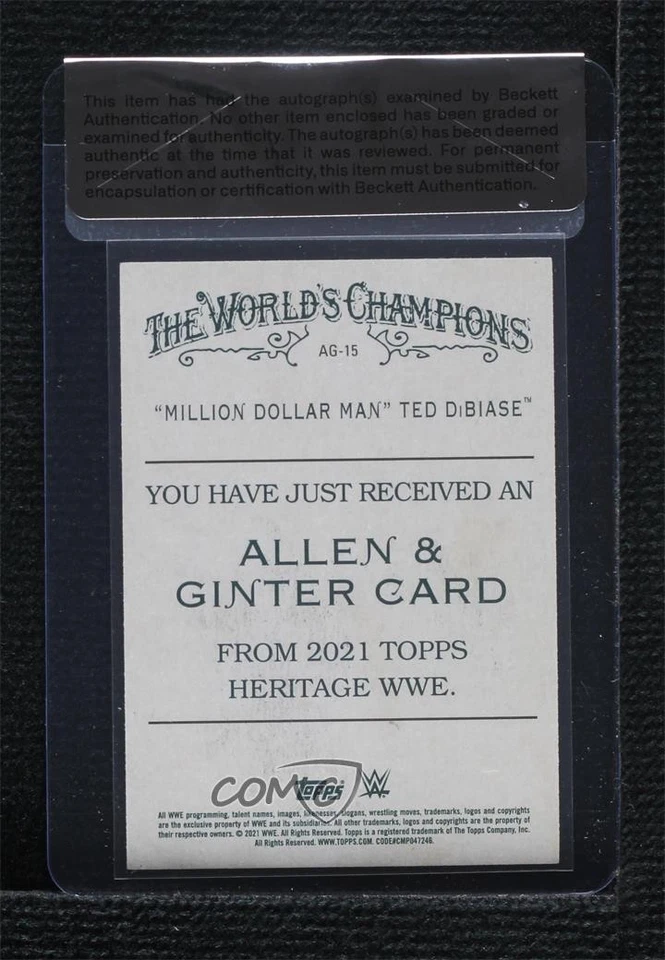 This item has had the autograph(s) examined by Beckett
Authentication. No other item enclosed has been graded or
examined for authenticity. The autograph(s) has been deemed
authentic at the time that it was reviewed. For permanent
preservation and authenticity, this item must be submitted for
encapsulation or certification with Beckett Authentication.
THE WORLD'S CHAMPIONS
AG-15
"MILLION DOLLAR MAN" TED DiBIASE™
YOU HAVE JUST RECEIVED AN
ALLEN &
GINTER CARD
FROM 2021 TOPPS
HERITAGE WWE.
COMC Topps W
All WWE programming, talent names, images, likenesses, slogans, wrestling moves, trademarks, logos and copyrights
are the exclusive property of WWE and its subsidiaries. All other trademarks, logos and copyrights are the property of
their respective owners. © 2021 WWE. All Rights Reserved. Topps is a registered trademark of The Topps Company, Inc.
All Rights Reserved. WWW.TOPPS.COM. CODE#CMP047246.